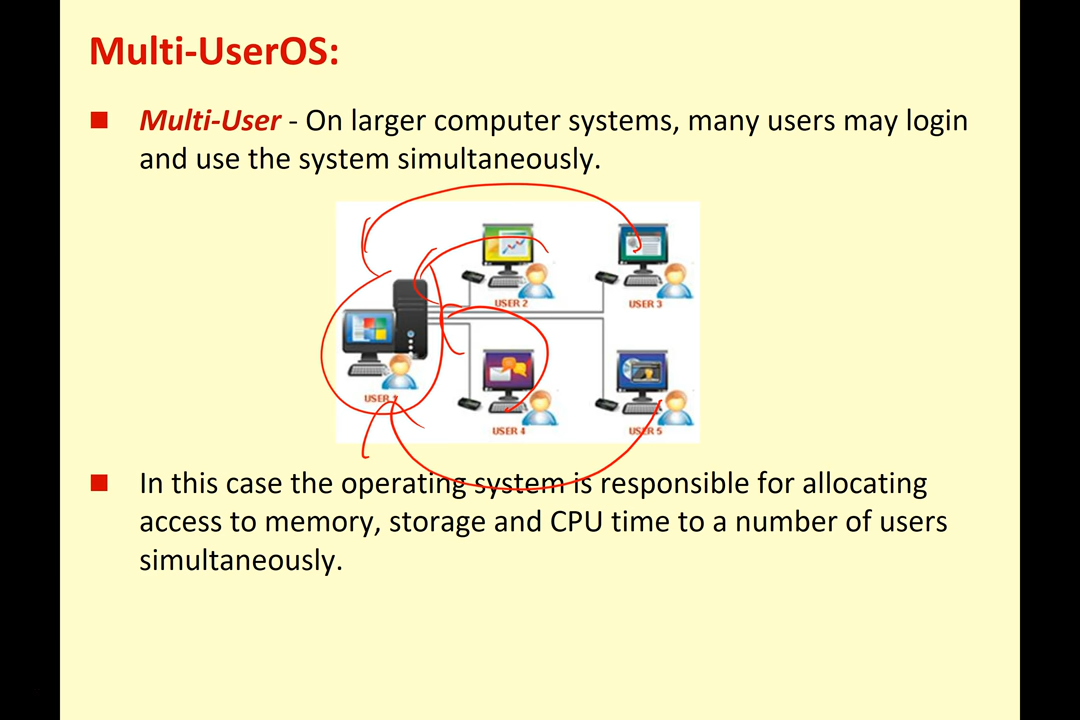 Multi-UserOS:
Multi-User - On larger computer systems, many users may login
and use the system simultaneously.
USER 2
USER 3
USER 1
USER 4
USER 5
In this case the operating system is responsible for allocating
access to memory, storage and CPU time to a number of users
simultaneously.